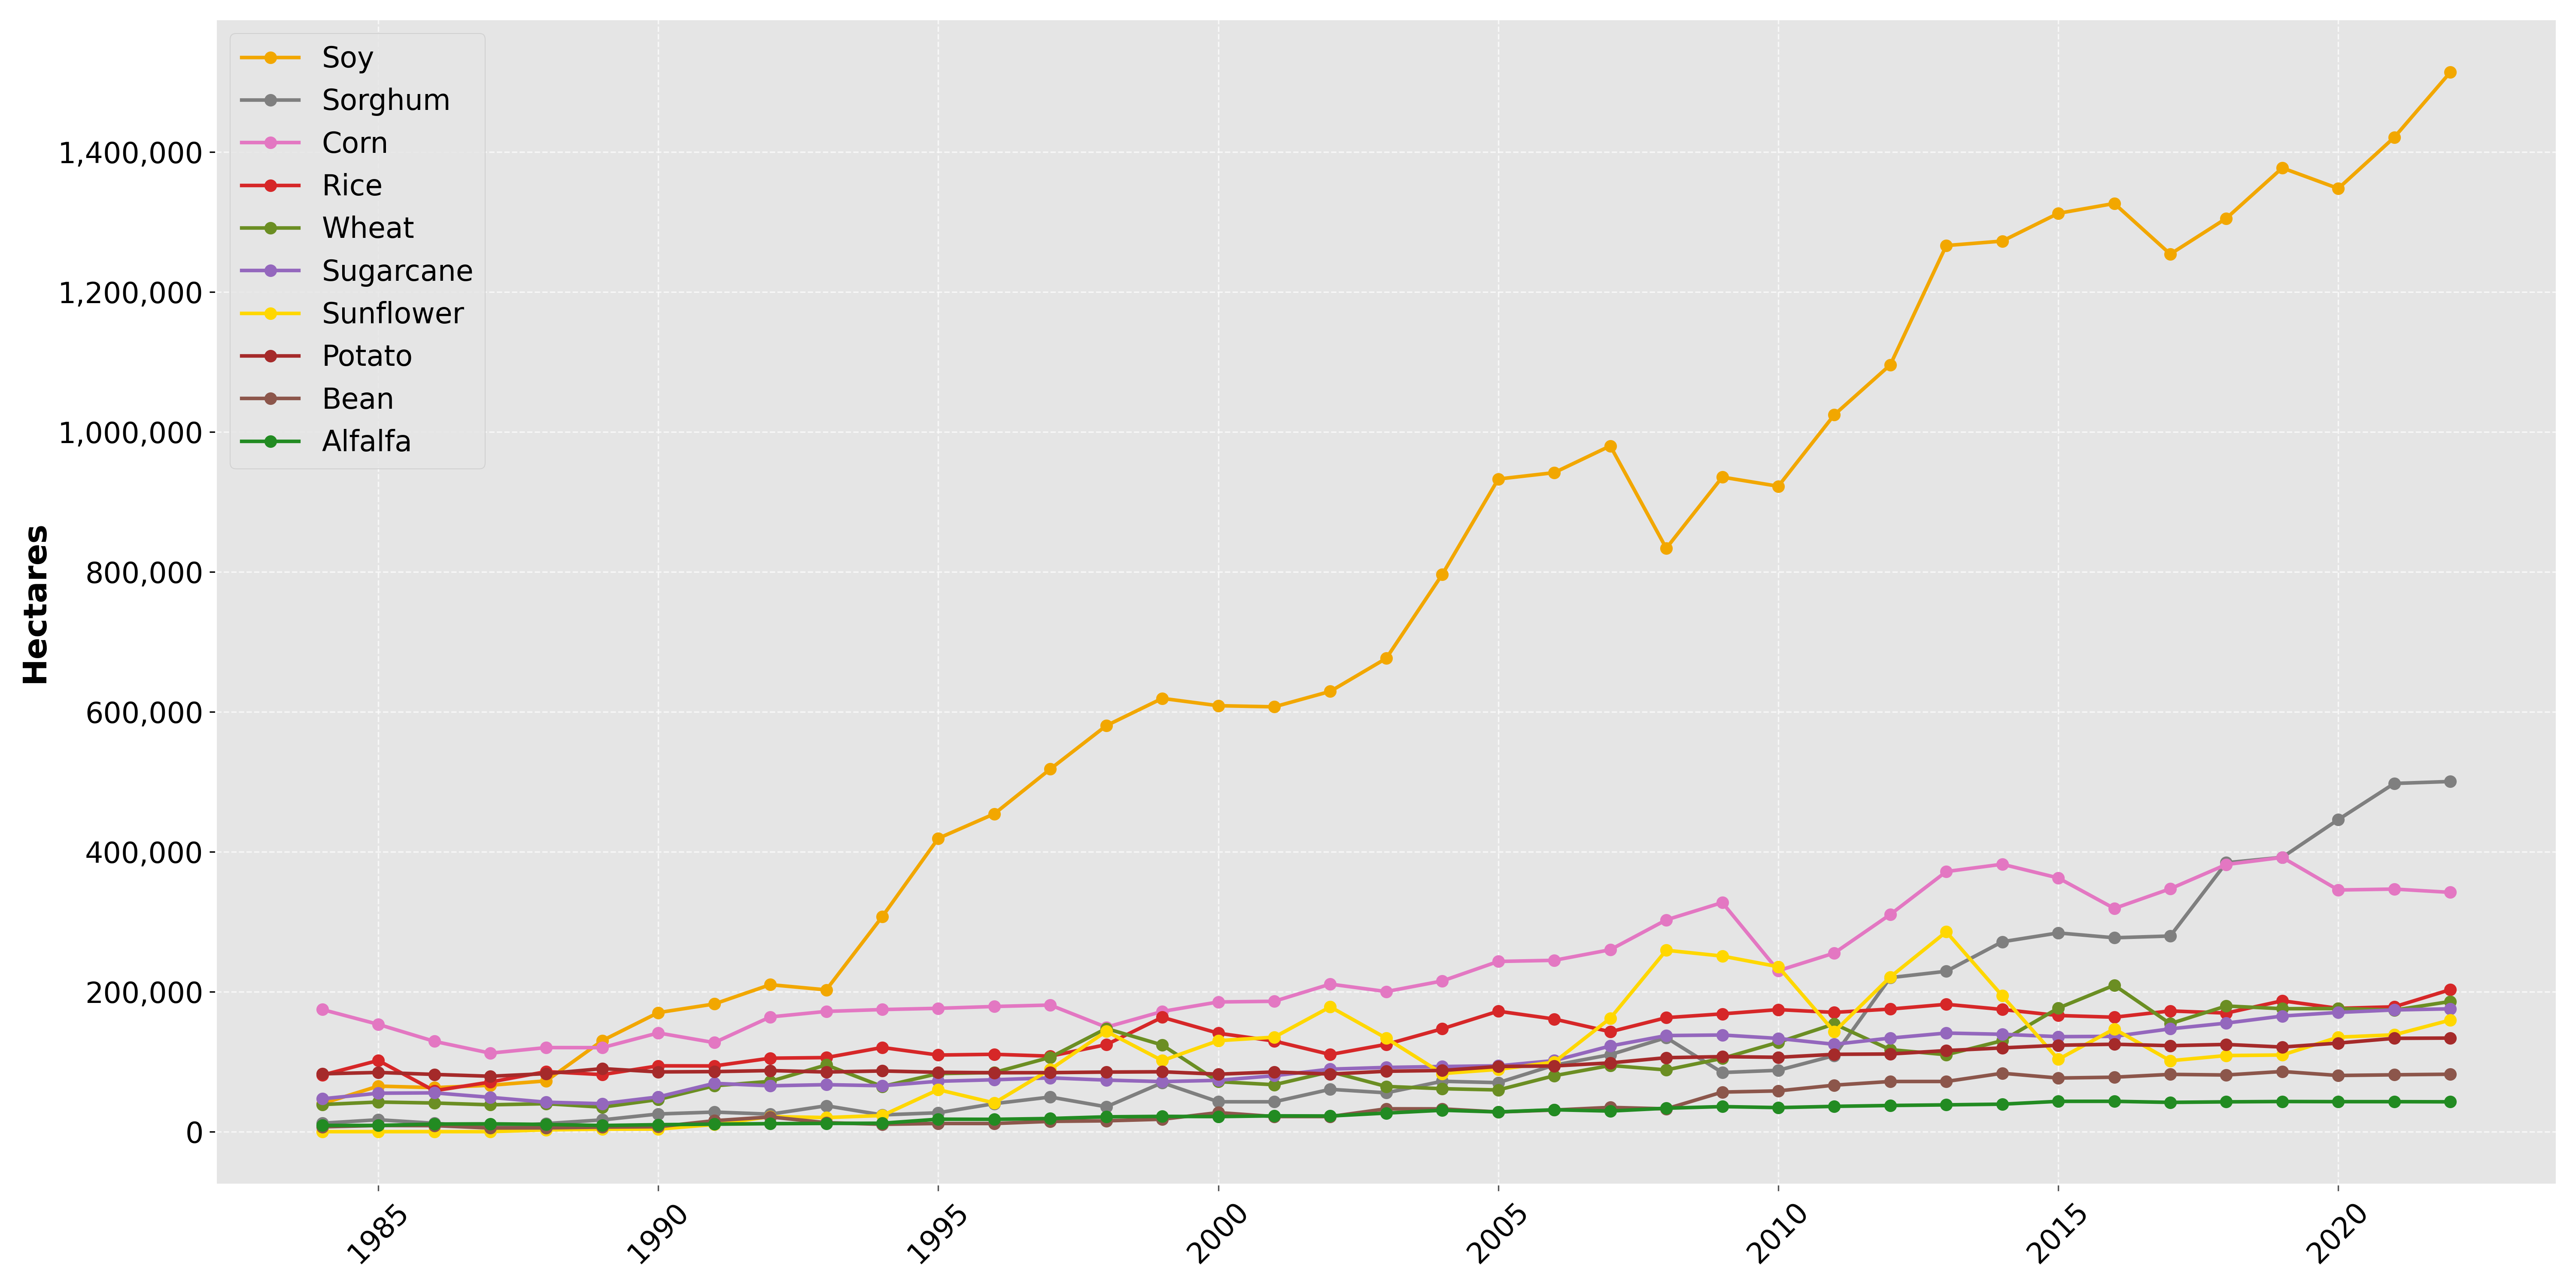 Soy
Sorghum
Corn
Rice
Wheat
Sugarcane
Sunflower
Potato
Bean
Alfalfa
Hectares
1,400,000
1,200,000
1,000,000
800,000
600,000
400,000
200,000
0
1985
1990
1995
2000
2005
2010
2015
2020